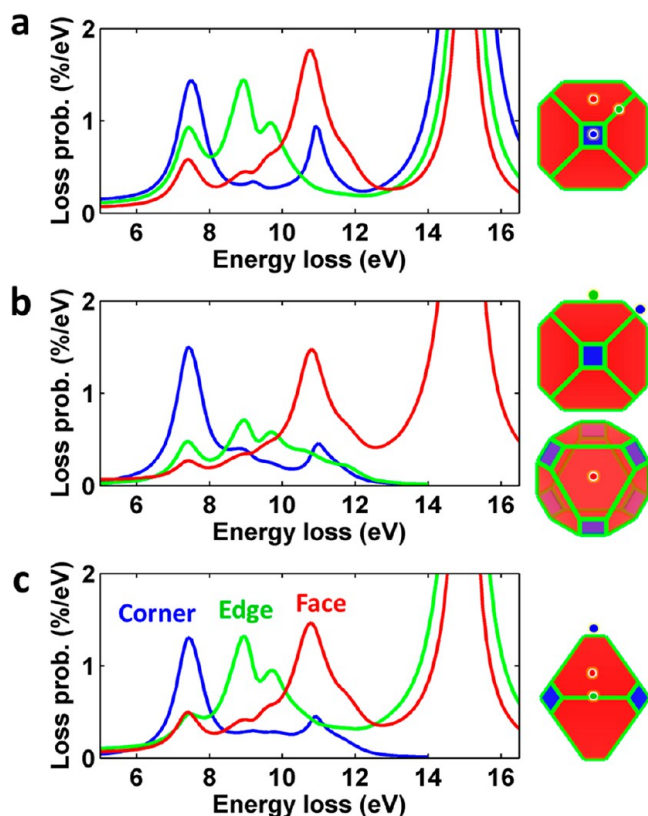 a
Loss prob. (%/eV)
2
1
0
6 8 10 12 14 16
Energy loss (eV)
b
Loss prob. (%/eV)
2
1
0
6 8 10 12 14 16
Energy loss (eV)
c
Loss prob. (%/eV)
2
1
0
Corner Edge Face
6 8 10 12 14 16
Energy loss (eV)